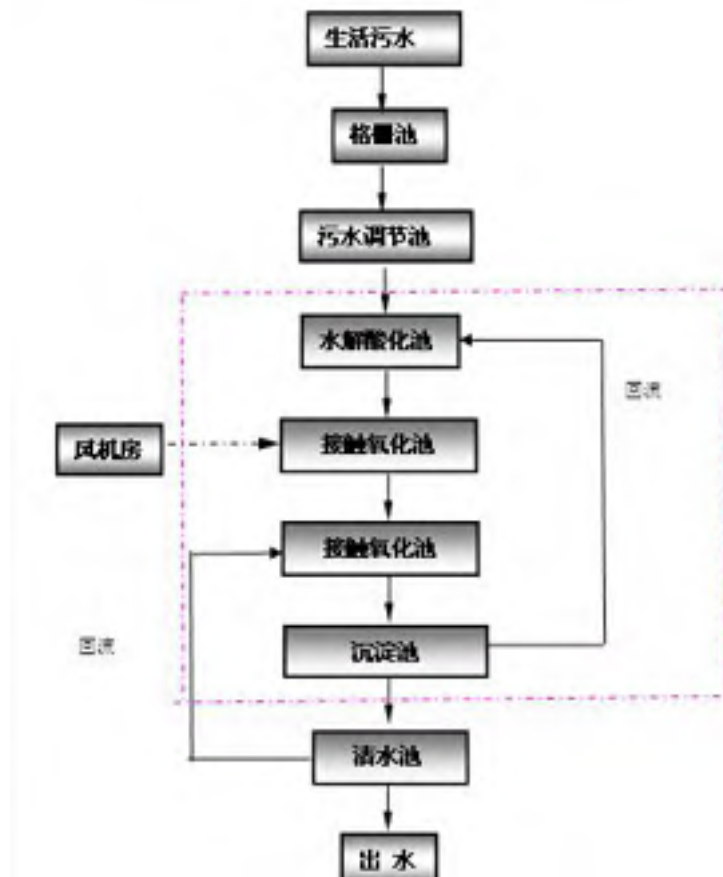 生活污水
格栅池
污水调节池
水解酸化池
回流
风机房
接触氧化池
接触氧化池
回流
沉淀池
清水池
出 水